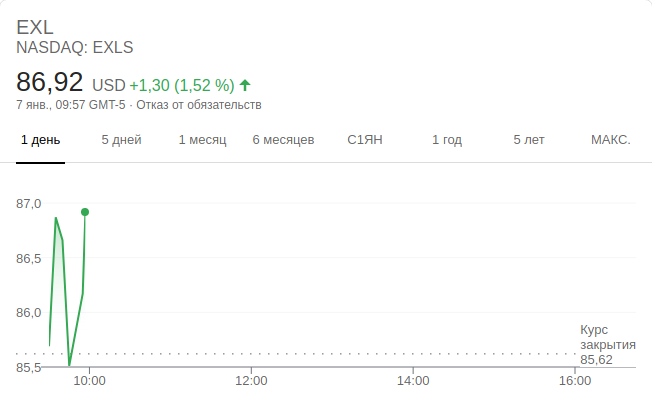 EXL
NASDAQ: EXLS
86,92 USD +1,30 (1,52 %)
7 янв., 09:57 GMT-5 · Отказ от обязательств
1 день 5 дней 1 месяц 6 месяцев С1ЯН 1 год 5 лет МАКС.
87,0
86,5
86,0
85,5
Курс
закрытия
85,62
10:00 12:00 14:00 16:00